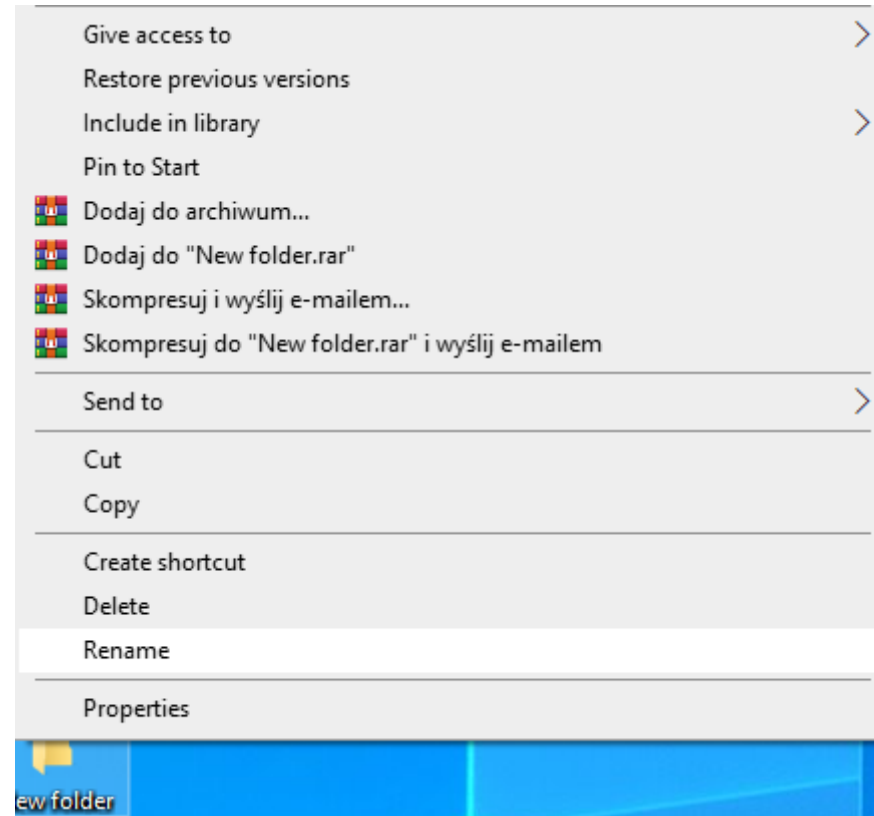 Give access to
Restore previous versions
Include in library
Pin to Start
Dodaj do archiwum...
Dodaj do "New folder.rar"
Skompresuj i wyślij e-mailem...
Skompresuj do "New folder.rar" i wyślij e-mailem
Send to
Cut
Copy
Create shortcut
Delete
Rename
Properties
ew folder